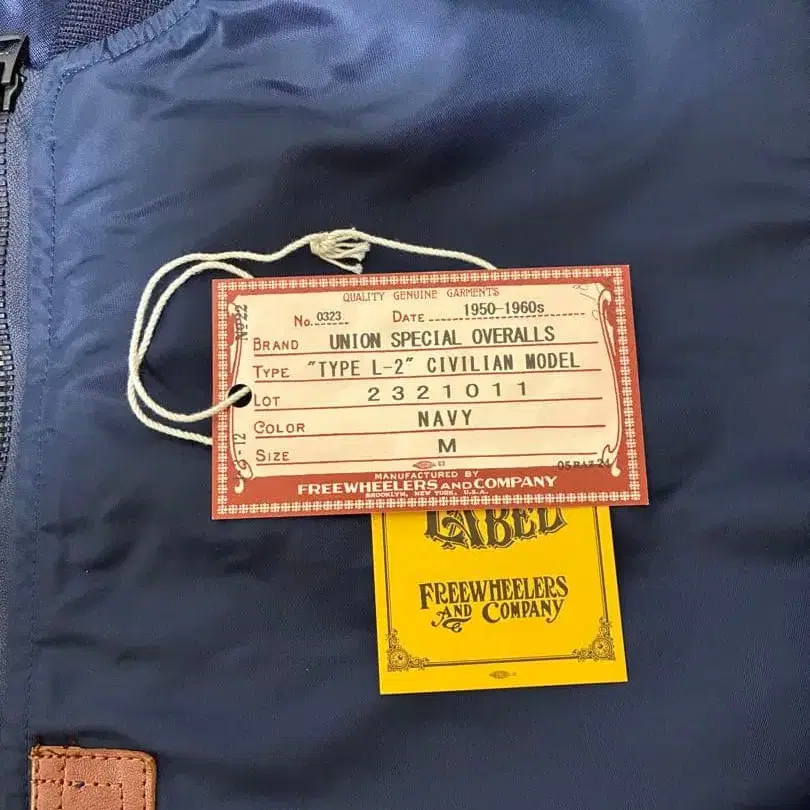 QUALITY GENUINE GARMENTS
No. 0323 DATE 1950-1960s
BRAND UNION SPECIAL OVERALLS
TYPE "TYPE L-2" CIVILIAN MODEL
LOT 2321011
COLOR NAVY
SIZE M
MANUFACTURED BY
FREEWHEELERS AND COMPANY
BROOKLYN, NEW YORK, U.S.A.
LABEL
FREEWHEELERS
AND COMPANY